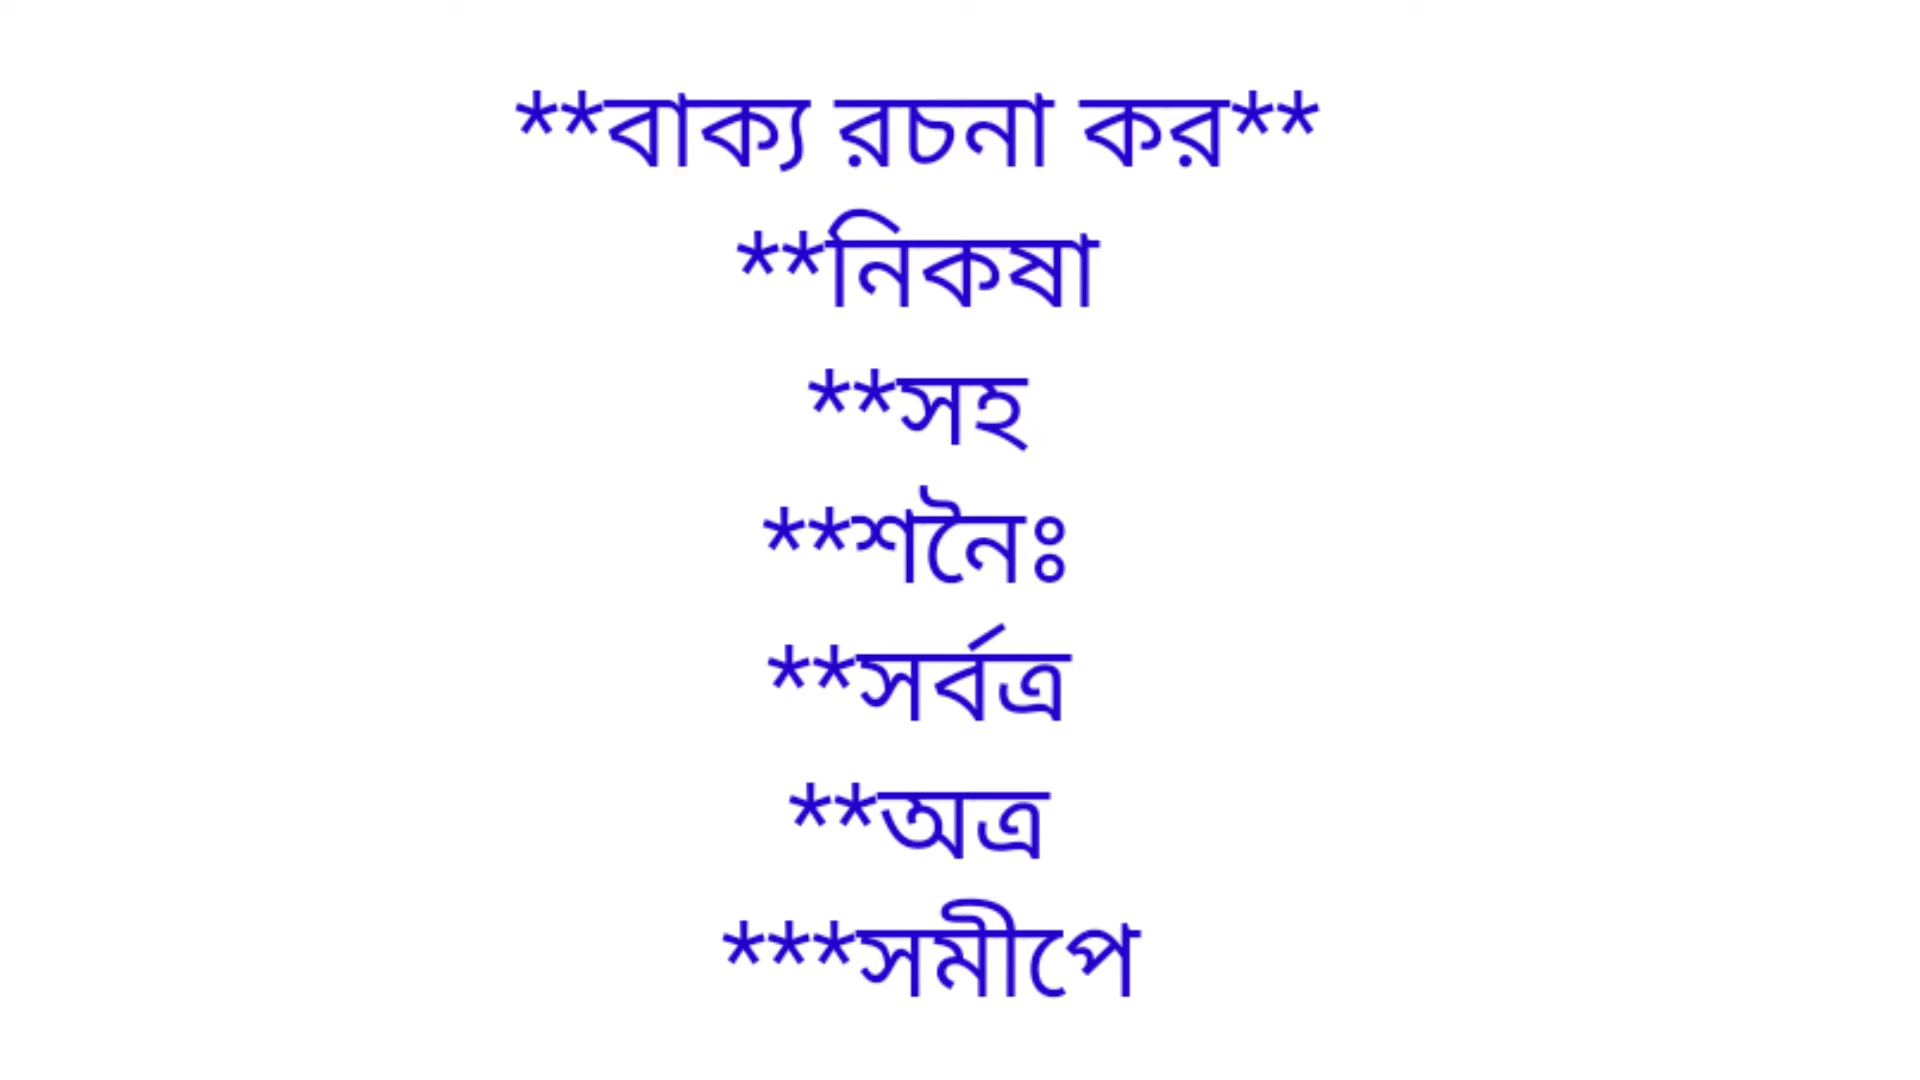 **বাক্য রচনা কর**
**নিকষা
**সহ
**শনৈঃ
**সর্বত্র
**অত্র
***সমীপে